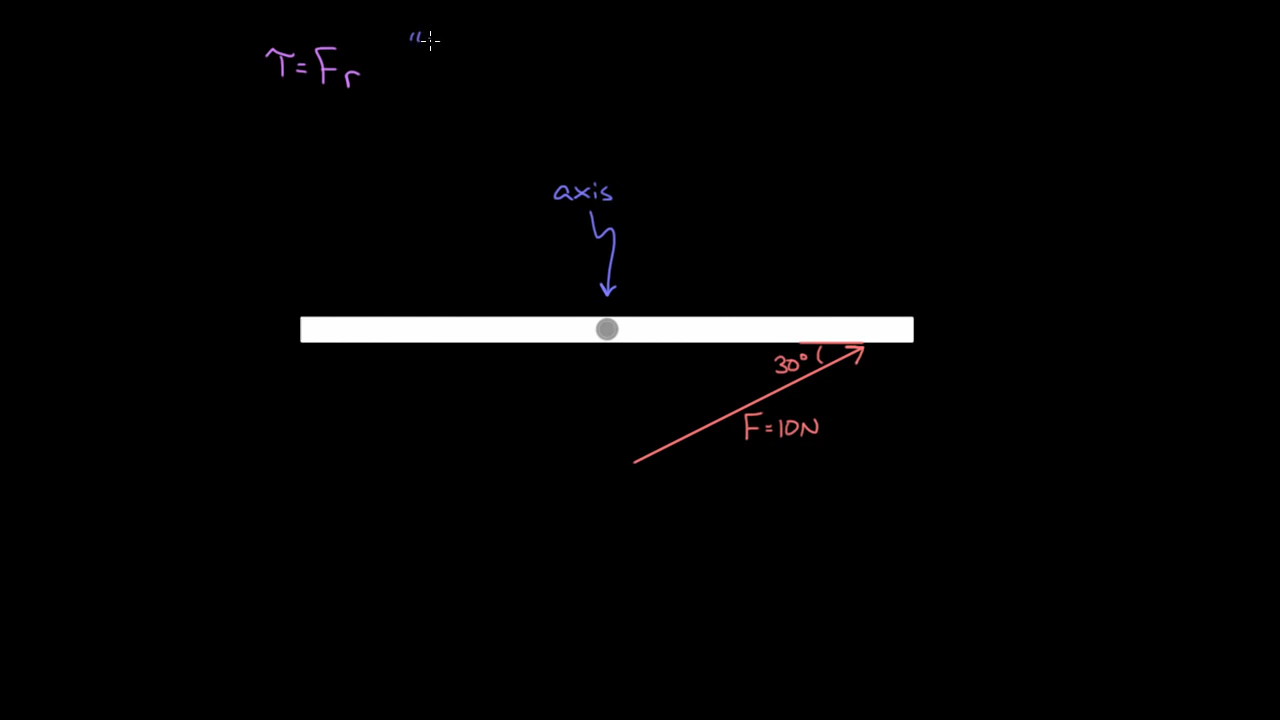 τ=Fr "
axis
30°
F=10N